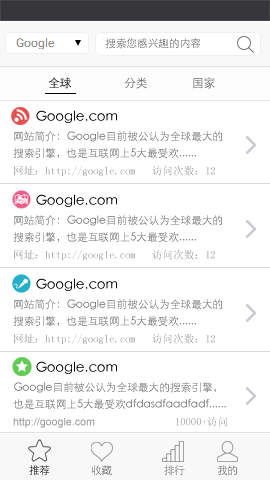 Google ▼ 搜索您感兴趣的内容
全球 分类 国家
Google.com
网站简介：Google目前被公认为全球最大的
搜索引擎，也是互联网上5大最受欢......
网址：http://google.com 访问次数：12
Google.com
网站简介：Google目前被公认为全球最大的
搜索引擎，也是互联网上5大最受欢......
网址：http://google.com 访问次数：12
Google.com
网站简介：Google目前被公认为全球最大的
搜索引擎，也是互联网上5大最受欢......
网址：http://google.com 访问次数：12
Google.com
Google目前被公认为全球最大的搜索引擎，
也是互联网上5大最受欢dfdasdfaadfadf......
http://google.com 10000+访问
推荐 收藏 排行 我的